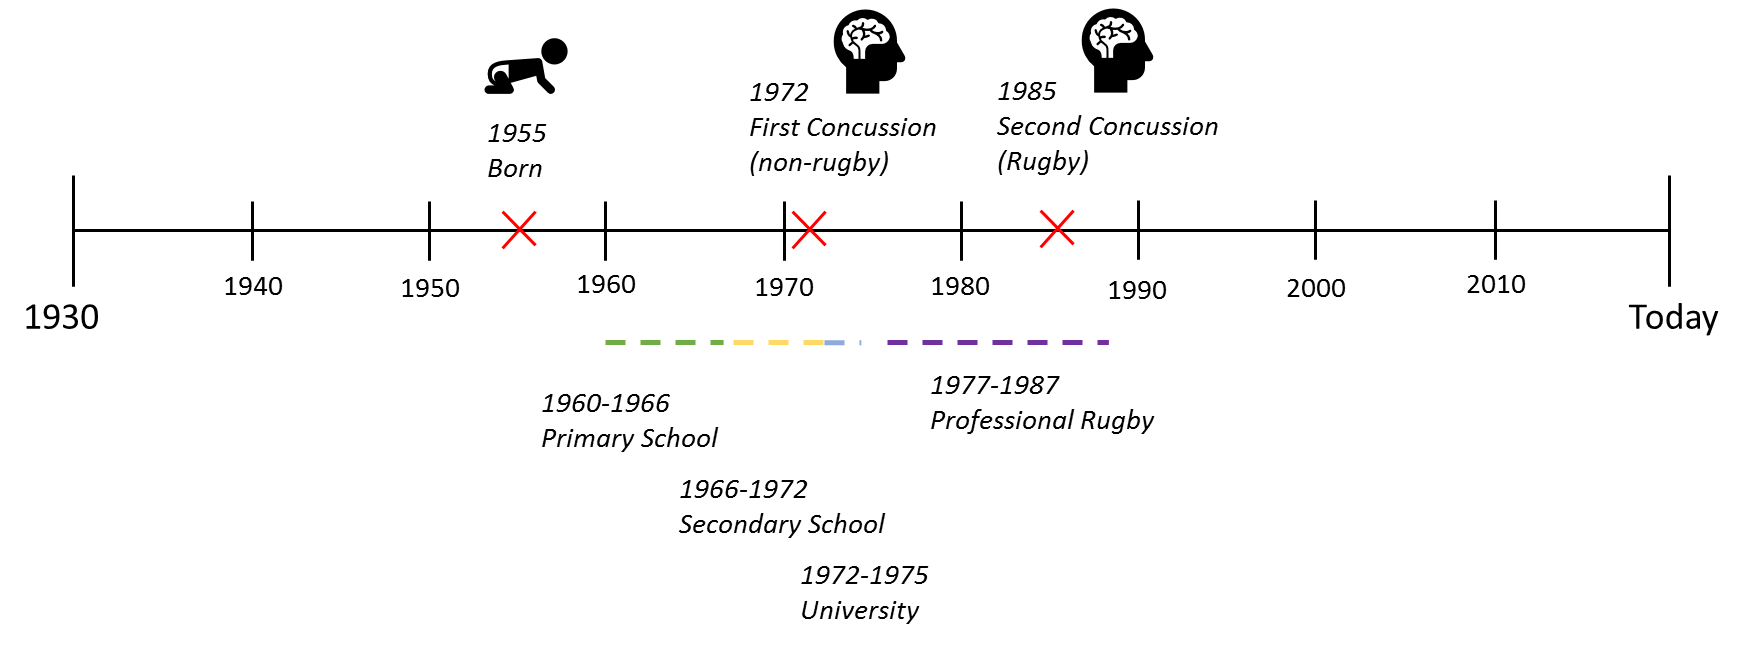 1955
Born
1972
First Concussion
(non-rugby)
1985
Second Concussion
(Rugby)
1930
1940
1950
1960
1970
1980
1990
2000
2010
Today
1960-1966
Primary School
1977-1987
Professional Rugby
1966-1972
Secondary School
1972-1975
University